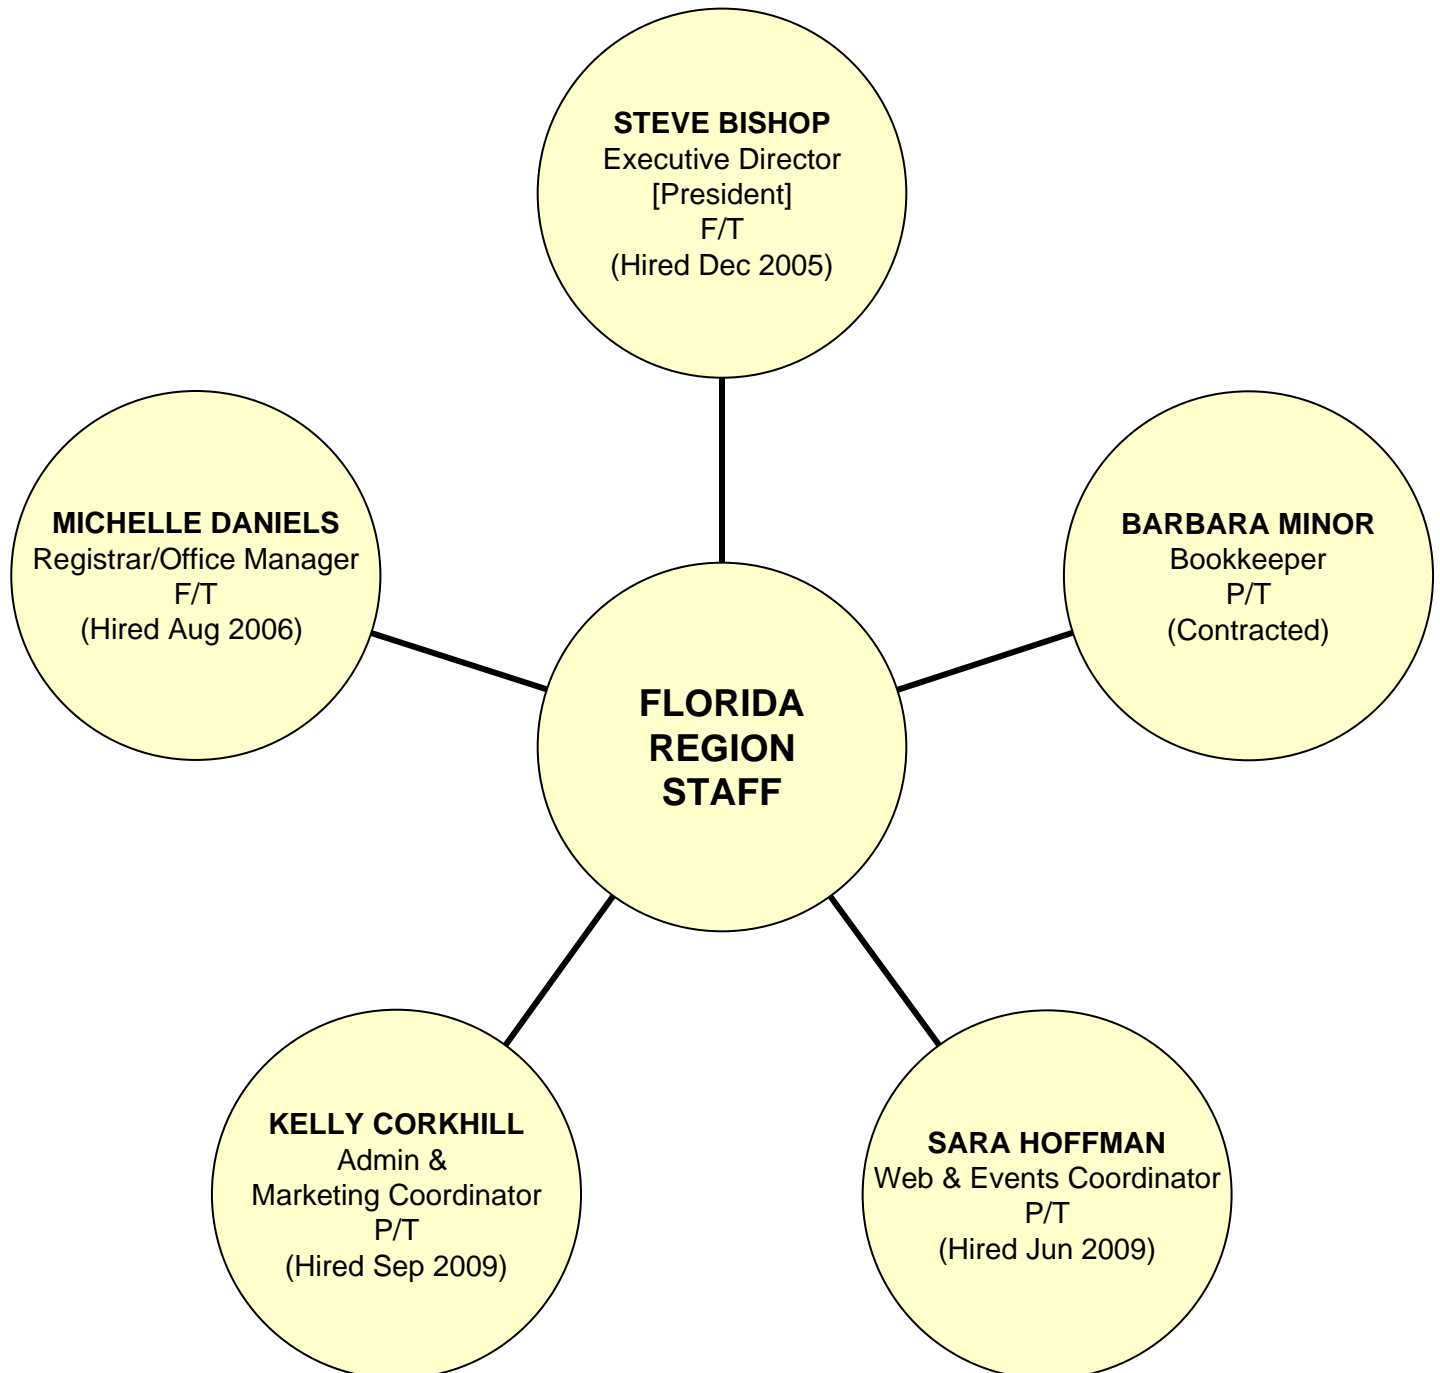 STEVE BISHOP
Executive Director
[President]
F/T
(Hired Dec 2005)
MICHELLE DANIELS
Registrar/Office Manager
F/T
(Hired Aug 2006)
BARBARA MINOR
Bookkeeper
P/T
(Contracted)
FLORIDA
REGION
STAFF
KELLY CORKHILL
Admin &
Marketing Coordinator
P/T
(Hired Sep 2009)
SARA HOFFMAN
Web & Events Coordinator
P/T
(Hired Jun 2009)